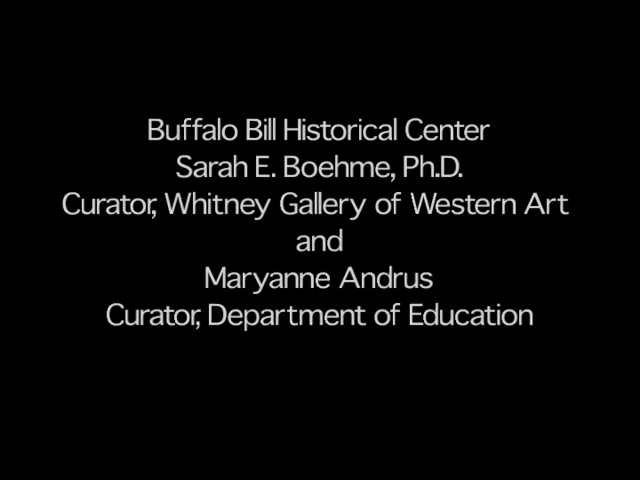 Buffalo Bill Historical Center
Sarah E. Boehme, Ph.D.
Curator, Whitney Gallery of Western Art
and
Maryanne Andrus
Curator, Department of Education